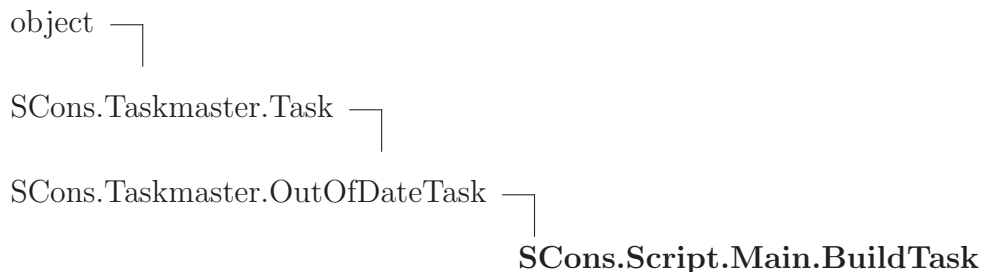 object
SCons.Taskmaster.Task
SCons.Taskmaster.OutOfDateTask
SCons.Script.Main.BuildTask